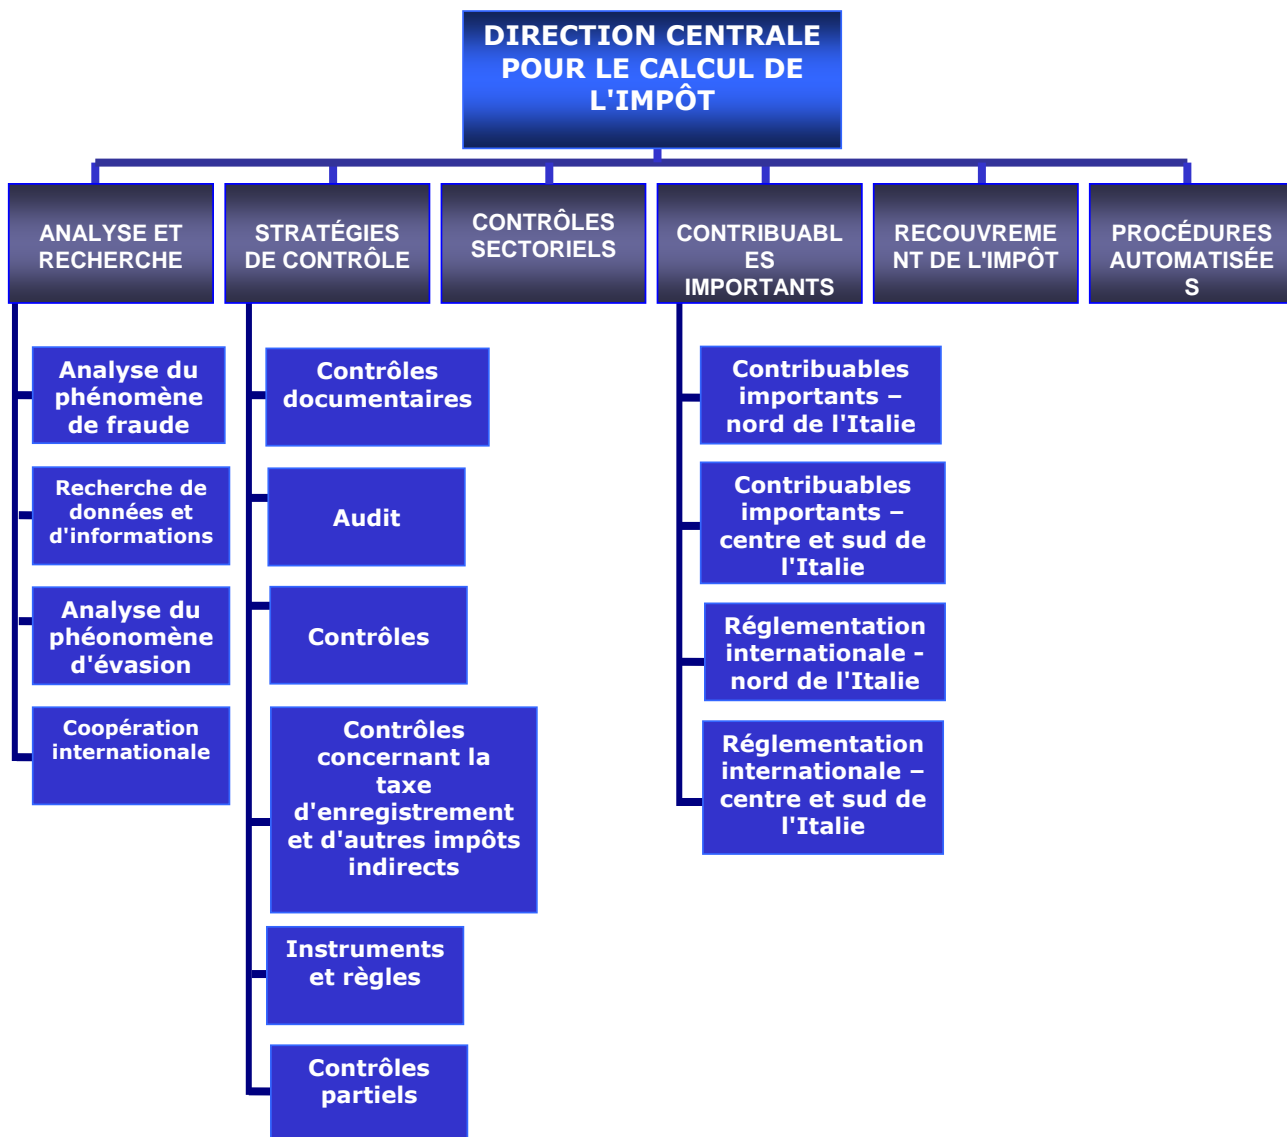 DIRECTION CENTRALE
POUR LE CALCUL DE
L'IMPÔT
ANALYSE ET
RECHERCHE
STRATÉGIES
DE CONTRÔLE
CONTRÔLES
SECTORIELS
CONTRIBUABL
ES
IMPORTANTS
RECOUVREME
NT DE L'IMPÔT
PROCÉDURES
AUTOMATISÉE
S
Analyse du
phénomène
de fraude
Recherche de
données et
d'informations
Analyse du
phéonomène
d'évasion
Coopération
internationale
Contrôles
documentaires
Audit
Contrôles
Contrôles
concernant la
taxe
d'enregistrement
et d'autres impôts
indirects
Instruments
et règles
Contrôles
partiels
Contribuables
importants –
nord de l'Italie
Contribuables
importants –
centre et sud de
l'Italie
Réglementation
internationale -
nord de l'Italie
Réglementation
internationale –
centre et sud de
l'Italie